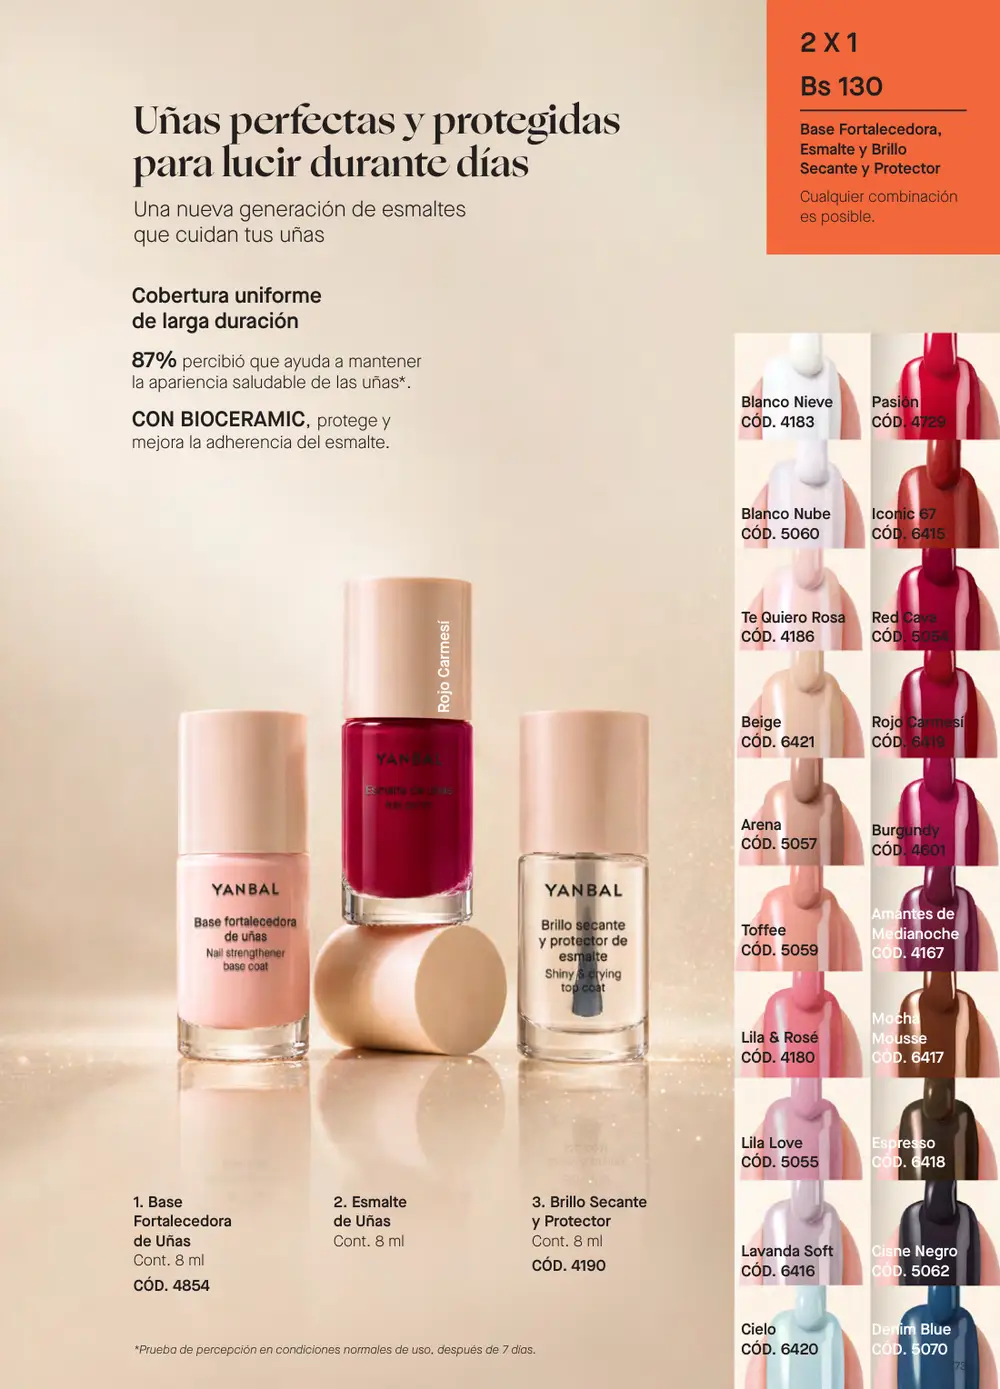 2 X 1
Bs 130
Base Fortalecedora,
Esmalte y Brillo
Secante y Protector
Cualquier combinación
es posible.
Uñas perfectas y protegidas
para lucir durante días
Una nueva generación de esmaltes
que cuidan tus uñas
Cobertura uniforme
de larga duración
87% percibió que ayuda a mantener
la apariencia saludable de las uñas*.
CON BIOCERAMIC, protege y
mejora la adherencia del esmalte.
Rojo Carmesí
YANBAL
Esmalte de uñas
YANBAL
Base fortalecedora
de uñas
Nail strengthener
base coat
YANBAL
Brillo secante
y protector de
esmalte
Shiny & drying
top coat
1. Base
Fortalecedora
de Uñas
Cont. 8 ml
CÓD. 4854
2. Esmalte
de Uñas
Cont. 8 ml
3. Brillo Secante
y Protector
Cont. 8 ml
CÓD. 4190
*Prueba de percepción en condiciones normales de uso, después de 7 días.
Blanco Nieve
CÓD. 4183
Pasión
CÓD. 4729
Blanco Nube
CÓD. 5060
Iconic 67
CÓD. 6415
Te Quiero Rosa
CÓD. 4186
Red Cava
CÓD. 5054
Beige
CÓD. 6421
Rojo Carmesí
CÓD. 6419
Arena
CÓD. 5057
Burgundy
CÓD. 4601
Toffee
CÓD. 5059
Amantes de
Medianoche
CÓD. 4167
Lila & Rosé
CÓD. 4180
Mocha
Mousse
CÓD. 6417
Lila Love
CÓD. 5055
Espresso
CÓD. 6418
Lavanda Soft
CÓD. 6416
Cisne Negro
CÓD. 5062
Cielo
CÓD. 6420
Denim Blue
CÓD. 5070
73